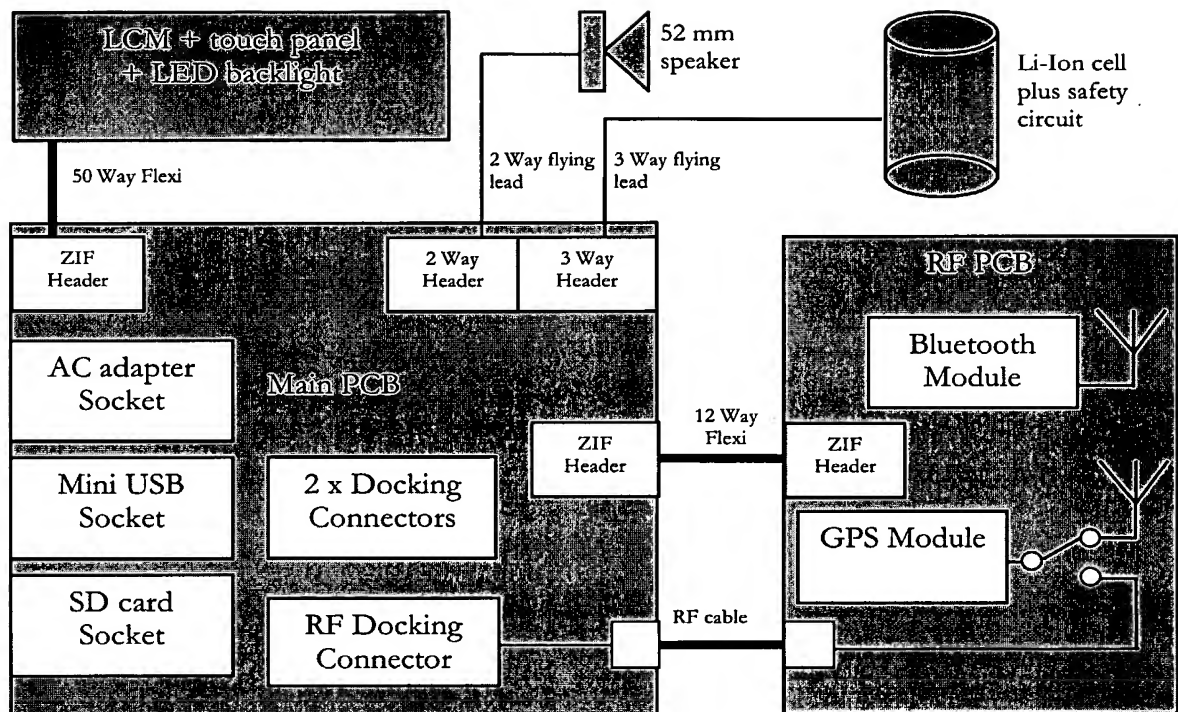 LCM + touch panel
+ LED backlight
52 mm
speaker
Li-Ion cell
plus safety
circuit
50 Way Flexi
2 Way flying
lead
3 Way flying
lead
ZIF
Header
2 Way
Header
3 Way
Header
RF PCB
AC adapter
Socket
Main PCB
Bluetooth
Module
12 Way
Flexi
ZIF
Header
ZIF
Header
Mini USB
Socket
2 x Docking
Connectors
GPS Module
SD card
Socket
RF Docking
Connector
RF cable